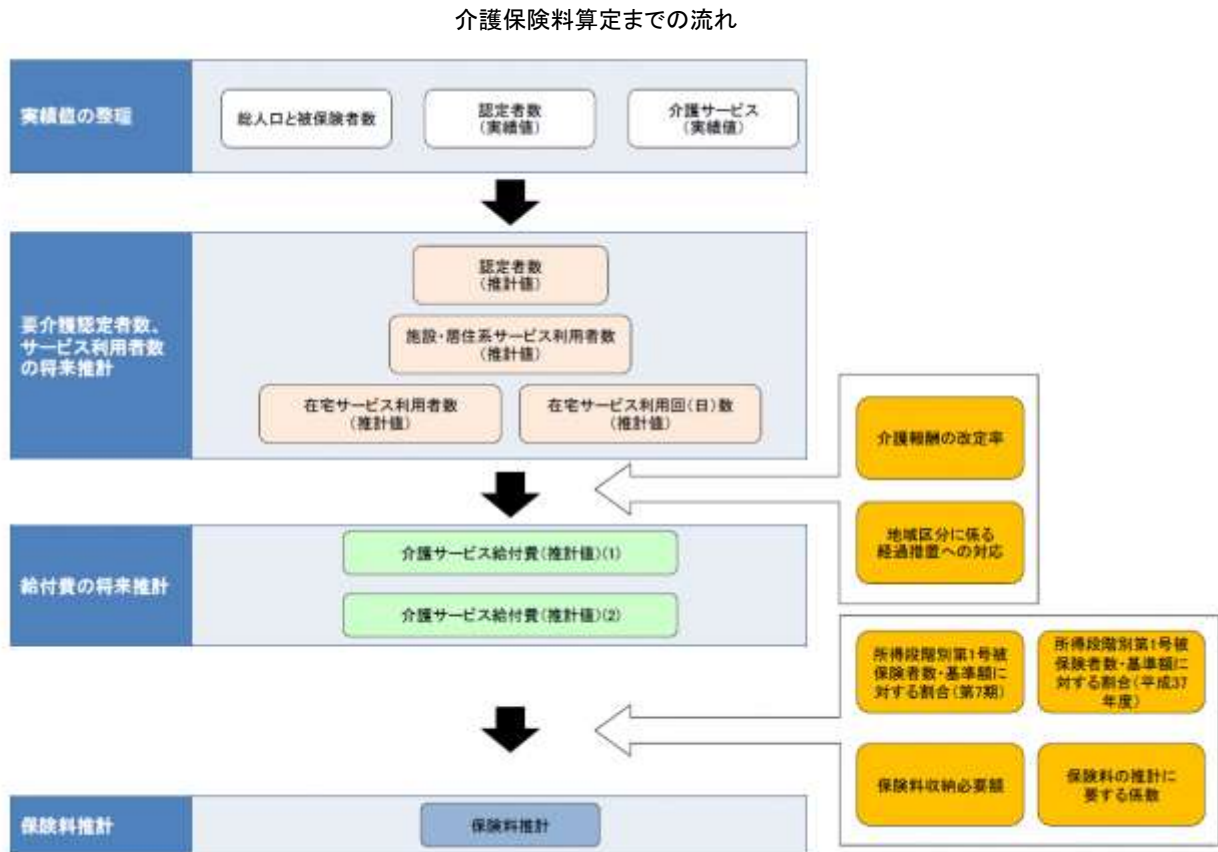 介護保険料算定までの流れ
実績値の整理
総人口と被保険者数
認定者数
(実績値)
介護サービス
(実績値)
要介護認定者数、
サービス利用者数
の将来推計
認定者数
(推計値)
施設・居住系サービス利用者数
(推計値)
在宅サービス利用者数
(推計値)
在宅サービス利用回(日)数
(推計値)
介護報酬の改定率
地域区分に係る
経過措置への対応
給付費の将来推計
介護サービス給付費(推計値)(1)
介護サービス給付費(推計値)(2)
所得段階別第1号被
保険者数・基準額に
対する割合(第7期)
所得段階別第1号被
保険者数・基準額に
対する割合(平成37
年度)
保険料収納必要額
保険料の推計に
要する係数
保険料推計
保険料推計